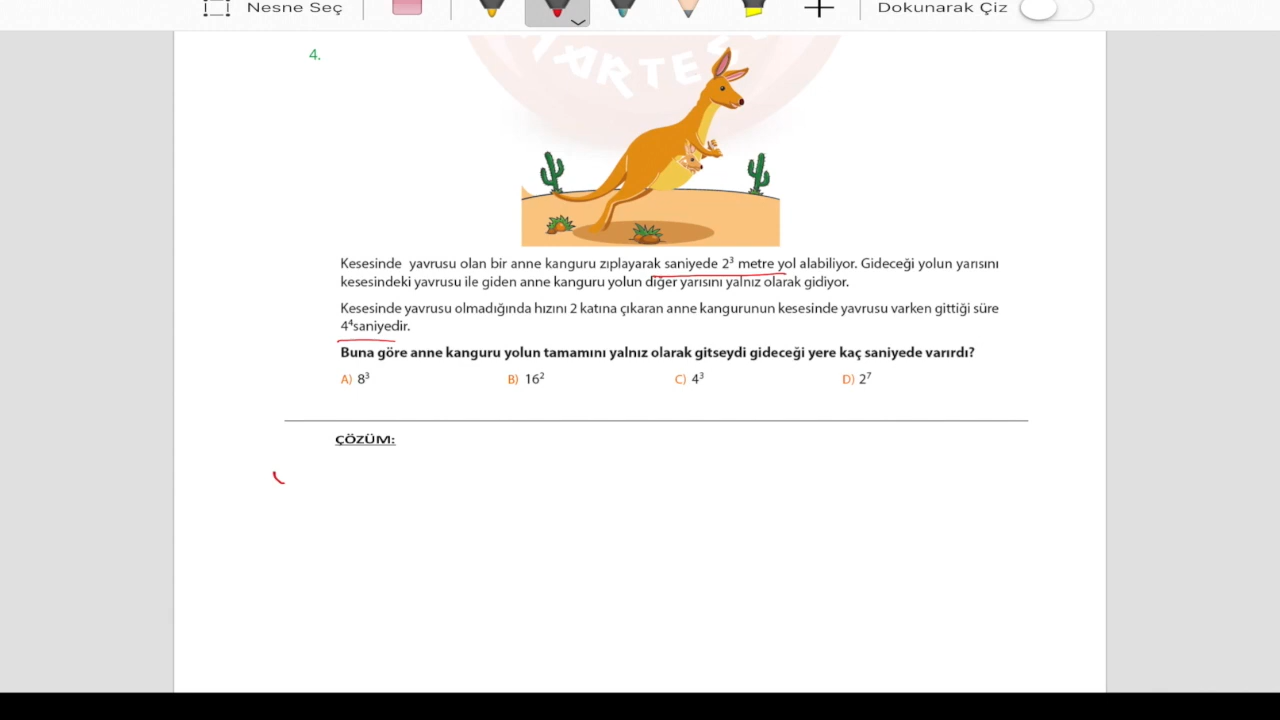 Nesne Seç
Dokunarak Çiz
4.
MARTESU
Kesesinde yavrusu olan bir anne kanguru zıplayarak saniyede 2³ metre yol alabiliyor. Gideceği yolun yarısını
kesesindeki yavrusu ile giden anne kanguru yolun diğer yarısını yalnız olarak gidiyor.
Kesesinde yavrusu olmadığında hızını 2 katına çıkaran anne kangurunun kesesinde yavrusu varken gittiği süre
4⁴saniyedir.
Buna göre anne kanguru yolun tamamını yalnız olarak gitseydi gideceği yere kaç saniyede varırdı?
A) 8³ B) 16² C) 4³ D) 2⁷
ÇÖZÜM: